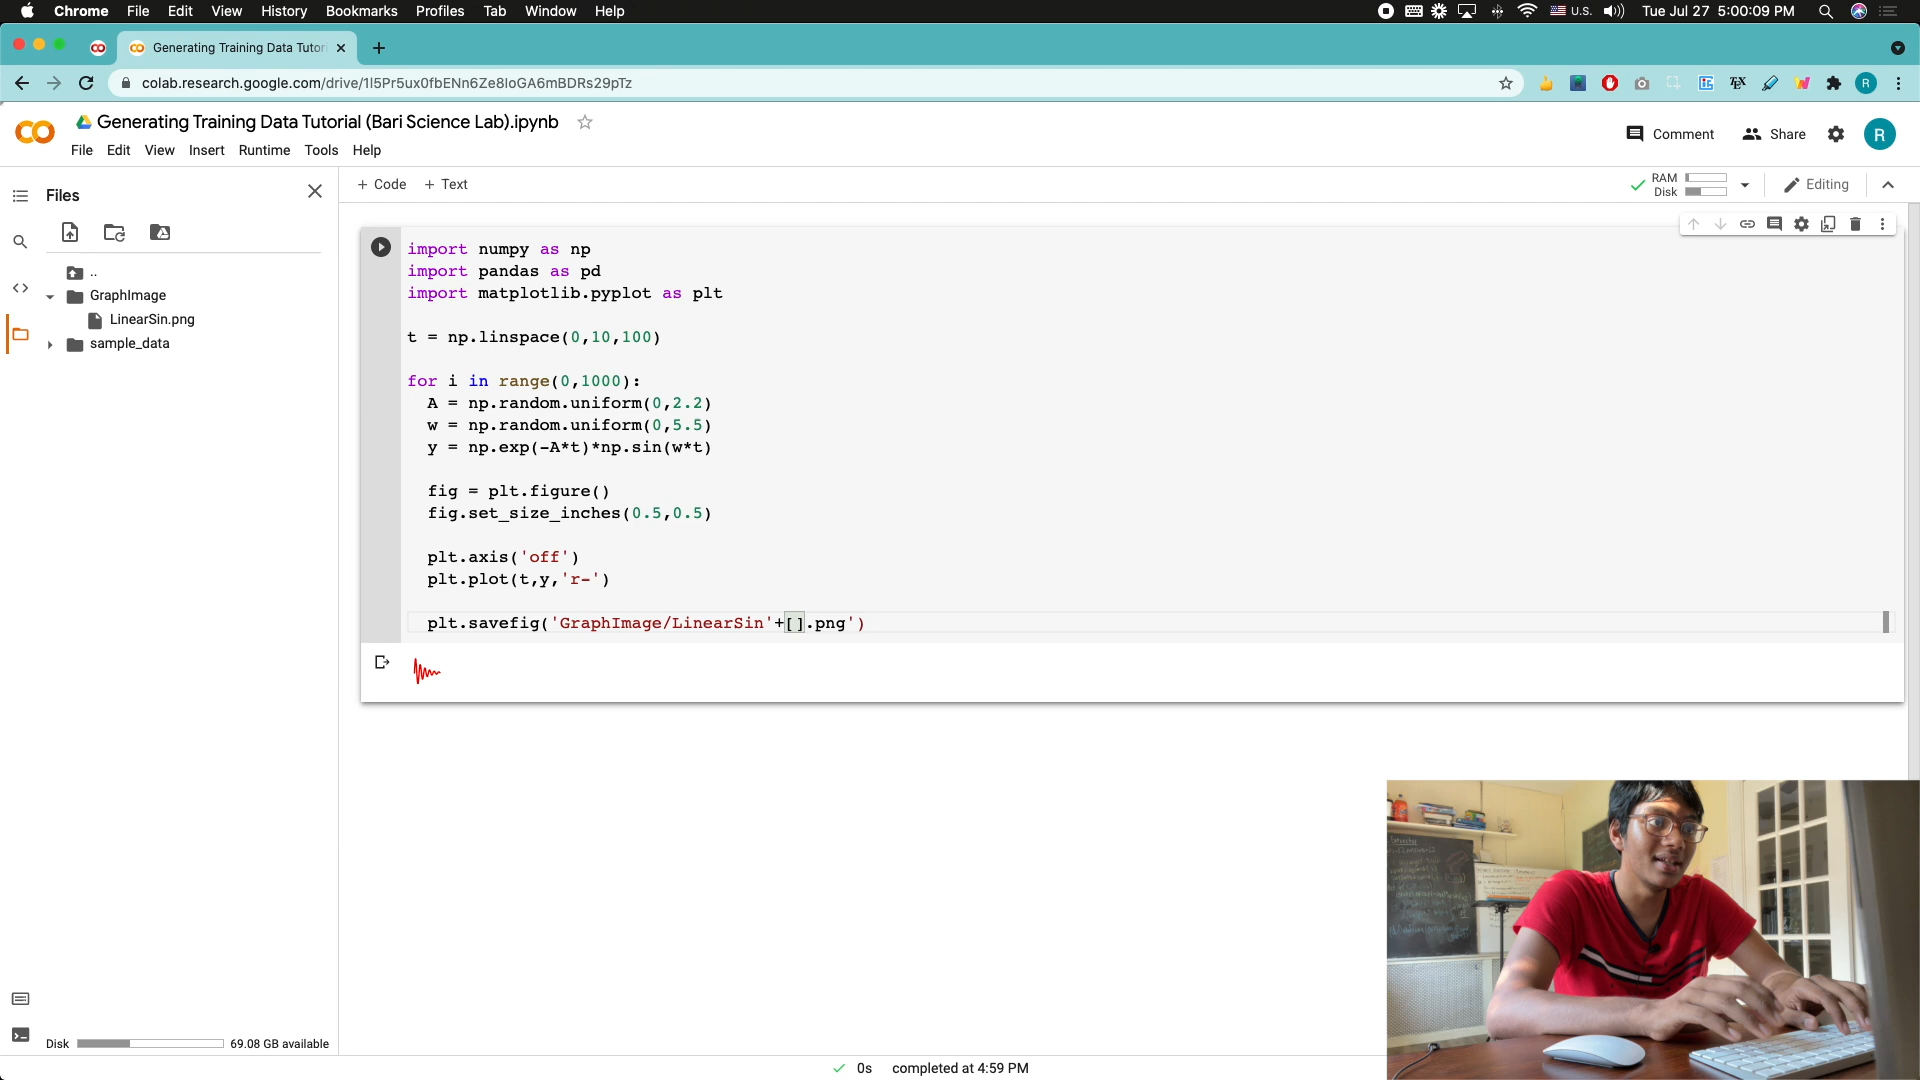 Chrome File Edit View History Bookmarks Profiles Tab Window Help
U.S. Tue Jul 27 5:00:09 PM
Generating Training Data Tutor
colab.research.google.com/drive/1I5Pr5ux0fbENn6Ze8IoGA6mBDRs29pTz
R
Generating Training Data Tutorial (Bari Science Lab).ipynb
Comment Share R
File Edit View Insert Runtime Tools Help
Files
+ Code + Text
RAM
Disk
Editing
..
GraphImage
LinearSin.png
sample_data
import numpy as np
import pandas as pd
import matplotlib.pyplot as plt
t = np.linspace(0,10,100)
for i in range(0,1000):
A = np.random.uniform(0,2.2)
w = np.random.uniform(0,5.5)
y = np.exp(-A*t)*np.sin(w*t)
fig = plt.figure()
fig.set_size_inches(0.5,0.5)
plt.axis('off')
plt.plot(t,y,'r-')
plt.savefig('GraphImage/LinearSin'+[].png')
Disk 69.08 GB available
0s completed at 4:59 PM